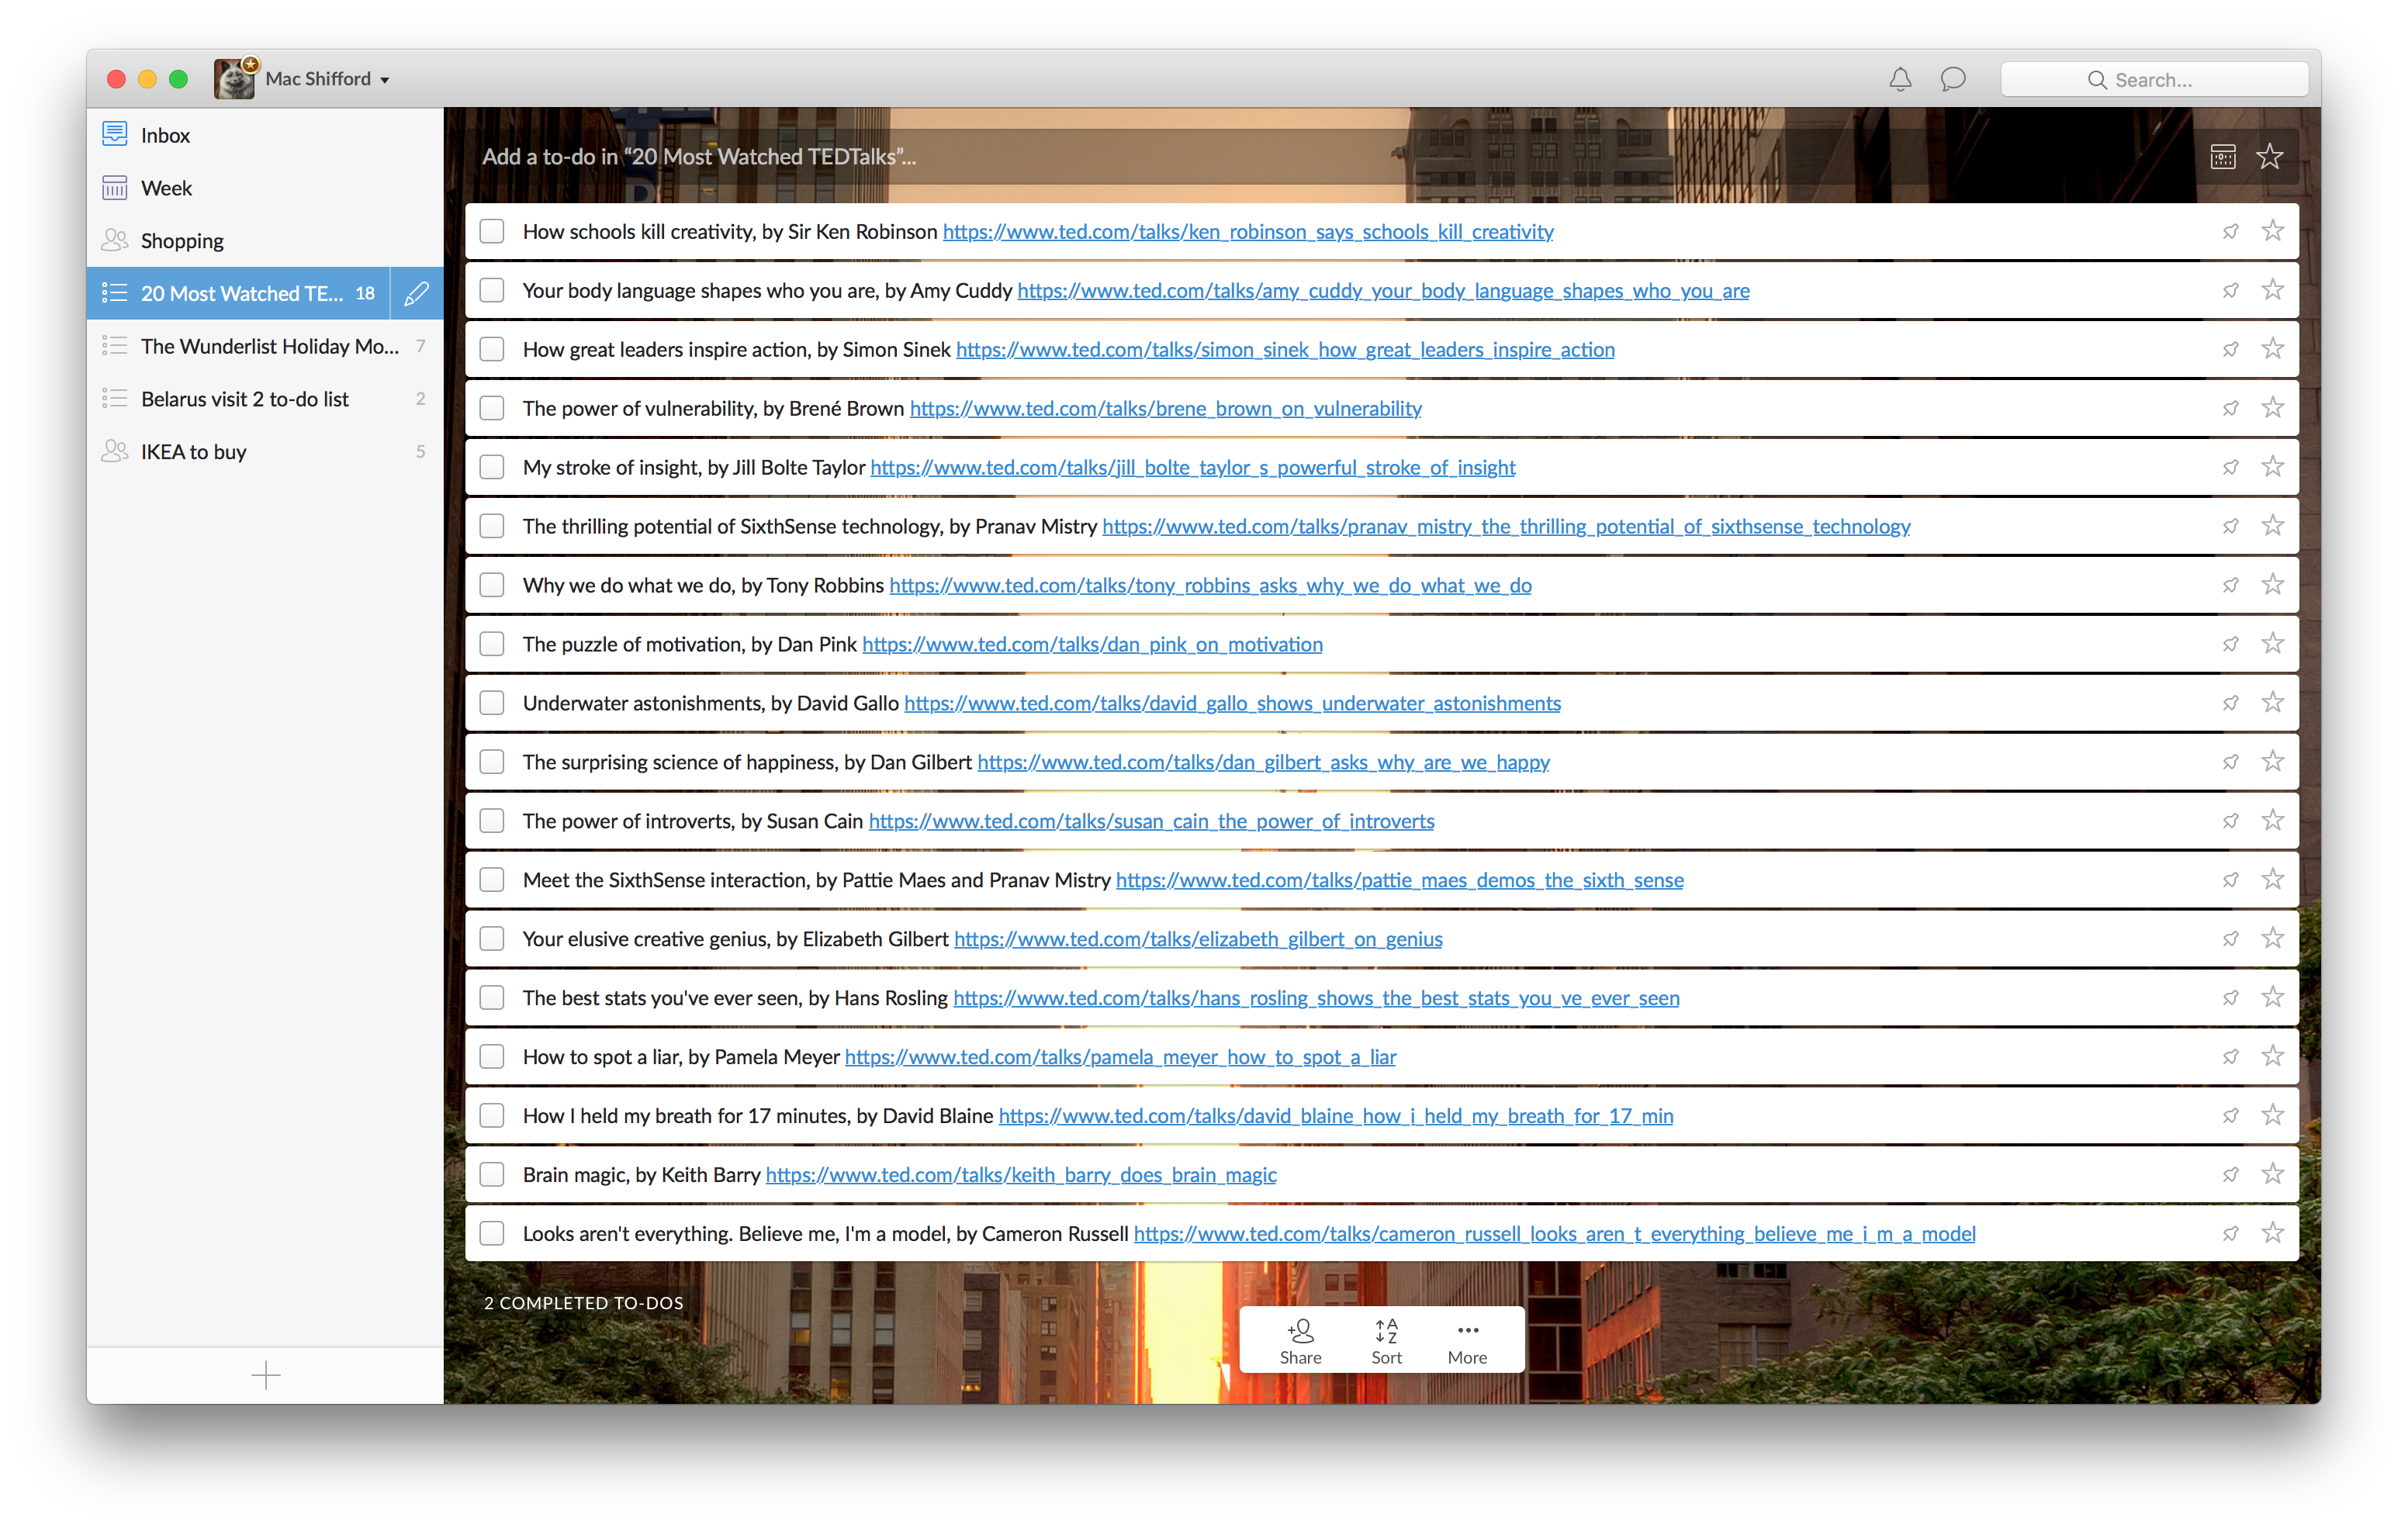 Mac Shifford
Search...
Inbox
Week
Shopping
20 Most Watched TE... 18
The Wunderlist Holiday Mo... 7
Belarus visit 2 to-do list 2
IKEA to buy 5
Add a to-do in “20 Most Watched TEDTalks”...
How schools kill creativity, by Sir Ken Robinson https://www.ted.com/talks/ken_robinson_says_schools_kill_creativity
Your body language shapes who you are, by Amy Cuddy https://www.ted.com/talks/amy_cuddy_your_body_language_shapes_who_you_are
How great leaders inspire action, by Simon Sinek https://www.ted.com/talks/simon_sinek_how_great_leaders_inspire_action
The power of vulnerability, by Brené Brown https://www.ted.com/talks/brene_brown_on_vulnerability
My stroke of insight, by Jill Bolte Taylor https://www.ted.com/talks/jill_bolte_taylor_s_powerful_stroke_of_insight
The thrilling potential of SixthSense technology, by Pranav Mistry https://www.ted.com/talks/pranav_mistry_the_thrilling_potential_of_sixthsense_technology
Why we do what we do, by Tony Robbins https://www.ted.com/talks/tony_robbins_asks_why_we_do_what_we_do
The puzzle of motivation, by Dan Pink https://www.ted.com/talks/dan_pink_on_motivation
Underwater astonishments, by David Gallo https://www.ted.com/talks/david_gallo_shows_underwater_astonishments
The surprising science of happiness, by Dan Gilbert https://www.ted.com/talks/dan_gilbert_asks_why_are_we_happy
The power of introverts, by Susan Cain https://www.ted.com/talks/susan_cain_the_power_of_introverts
Meet the SixthSense interaction, by Pattie Maes and Pranav Mistry https://www.ted.com/talks/pattie_maes_demos_the_sixth_sense
Your elusive creative genius, by Elizabeth Gilbert https://www.ted.com/talks/elizabeth_gilbert_on_genius
The best stats you've ever seen, by Hans Rosling https://www.ted.com/talks/hans_rosling_shows_the_best_stats_you_ve_ever_seen
How to spot a liar, by Pamela Meyer https://www.ted.com/talks/pamela_meyer_how_to_spot_a_liar
How I held my breath for 17 minutes, by David Blaine https://www.ted.com/talks/david_blaine_how_i_held_my_breath_for_17_min
Brain magic, by Keith Barry https://www.ted.com/talks/keith_barry_does_brain_magic
Looks aren't everything. Believe me, I'm a model, by Cameron Russell https://www.ted.com/talks/cameron_russell_looks_aren_t_everything_believe_me_i_m_a_model
2 COMPLETED TO-DOS
Share Sort More